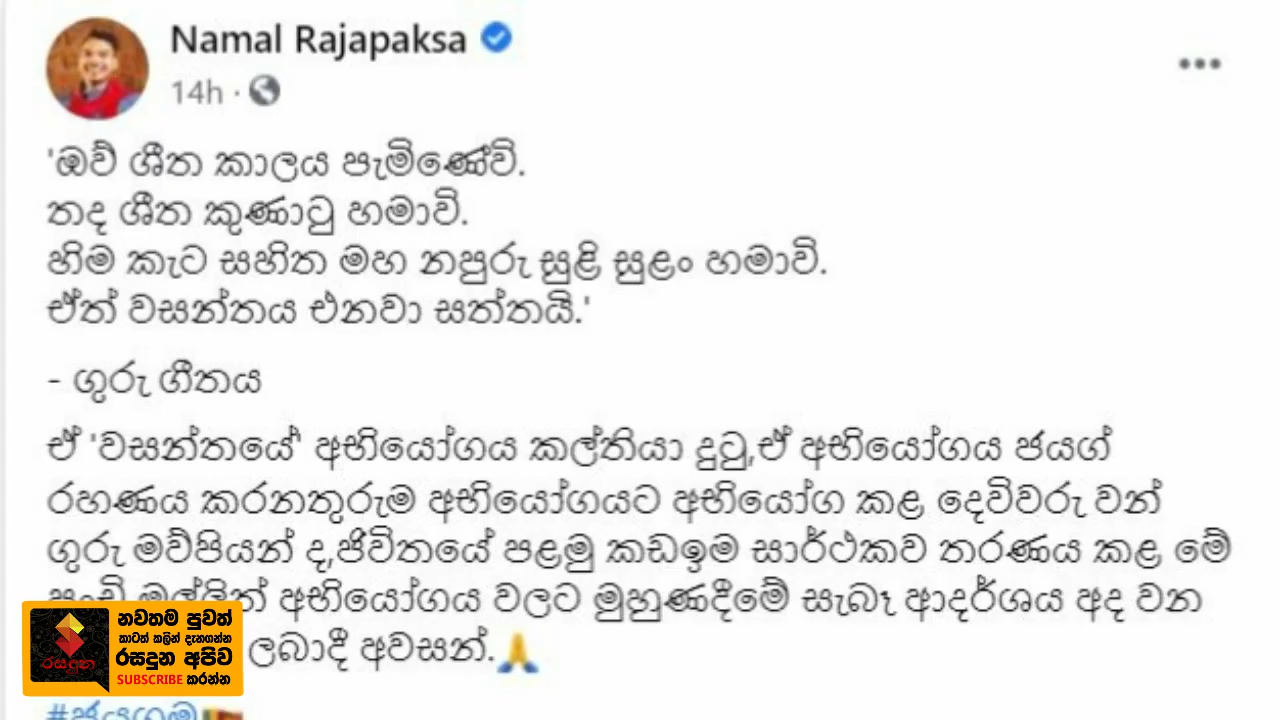 Namal Rajapaksa
14h ·
'ඔව් ශීත කාලය පැමිණේවි.
තද ශීත කුණාටු හමාවි.
හිම කැට සහිත මහ නපුරු සුළි සුළං හමාවි.
ඒත් වසන්තය එනවා සත්තයි.'
- ගුරු ගීතය
ඒ 'වසන්තයේ' අභියෝගය කල්තියා දුටු,ඒ අභියෝගය ජයග්
රහණය කරනතුරුම අභියෝගයට අභියෝග කළ දෙවිවරු වන්
ගුරු මව්පියන් ද,ජීවිතයේ පළමු කඩඉම සාර්ථකව තරණය කළ මේ
අභියෝගය වලට මුහුණදීමේ සැබෑ ආදර්ශය අද වන
ලබාදී අවසන්.🙏
#ජයගම🇱🇰
රසදුන
නවතම පුවත්
කාටත් කලින් දැනගන්න
රසදුන අපිව
SUBSCRIBE කරන්න